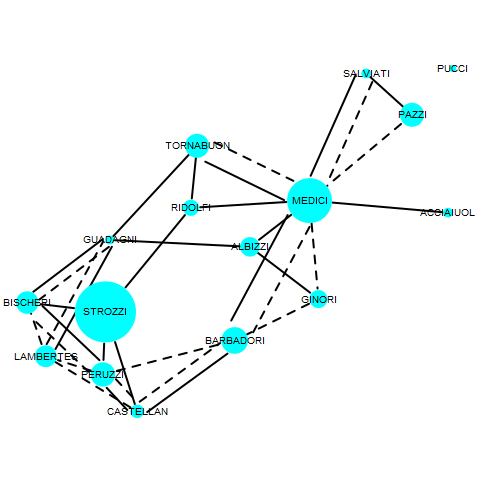 PUCCI
SALVIATI
PAZZI
TORNABUON
MEDICI
RIDOLFI
ACCIAIUOL
GUADAGNI
ALBIZZI
GINORI
BISCHERI
STROZZI
BARBADORI
LAMBERTES
PERUZZI
CASTELLAN